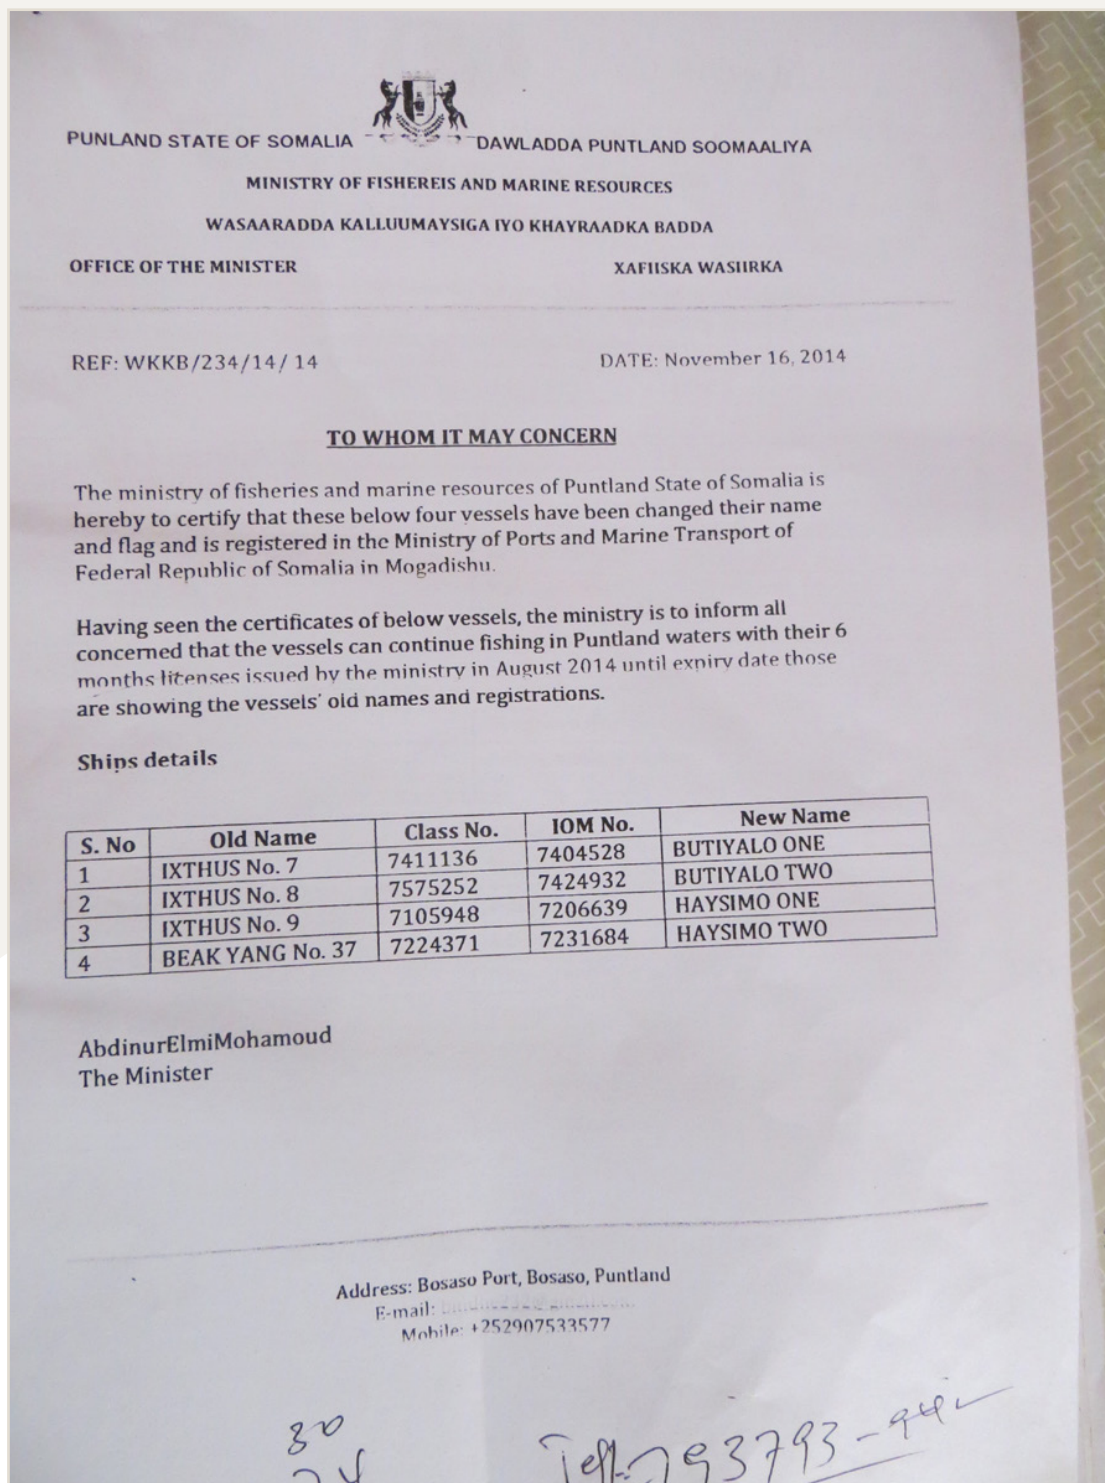 PUNLAND STATE OF SOMALIA DAWLADDA PUNTLAND SOOMAALIYA
MINISTRY OF FISHEREIS AND MARINE RESOURCES
WASAARADDA KALLUUMAYSIGA IYO KHAYRAADKA BADDA
OFFICE OF THE MINISTER XAFIISKA WASIIRKA
REF: WKKB/234/14/ 14 DATE: November 16, 2014
TO WHOM IT MAY CONCERN
The ministry of fisheries and marine resources of Puntland State of Somalia is
hereby to certify that these below four vessels have been changed their name
and flag and is registered in the Ministry of Ports and Marine Transport of
Federal Republic of Somalia in Mogadishu.
Having seen the certificates of below vessels, the ministry is to inform all
concerned that the vessels can continue fishing in Puntland waters with their 6
months litenses issued by the ministry in August 2014 until expiry date those
are showing the vessels' old names and registrations.
Ships details
S. No Old Name Class No. IOM No. New Name
1 IXTHUS No. 7 7411136 7404528 BUTIYALO ONE
2 IXTHUS No. 8 7575252 7424932 BUTIYALO TWO
3 IXTHUS No. 9 7105948 7206639 HAYSIMO ONE
4 BEAK YANG No. 37 7224371 7231684 HAYSIMO TWO
AbdinurElmiMohamoud
The Minister
Address: Bosaso Port, Bosaso, Puntland
E-mail:
Mobile: +252907533577
30